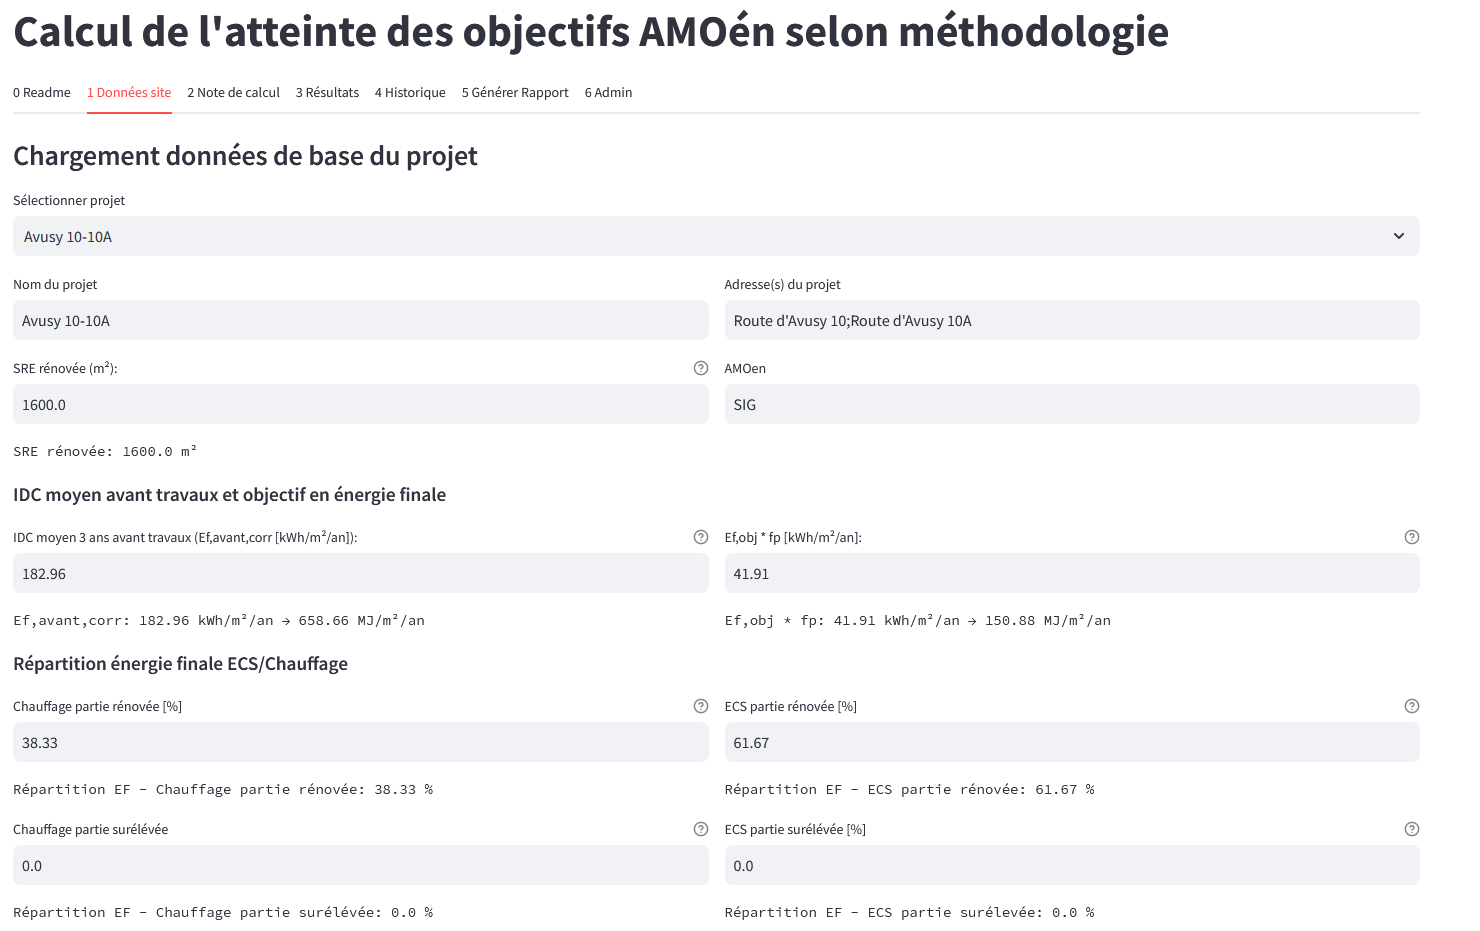 Calcul de l'atteinte des objectifs AMOén selon méthodologie
0 Readme 1 Données site 2 Note de calcul 3 Résultats 4 Historique 5 Générer Rapport 6 Admin
Chargement données de base du projet
Sélectionner projet
Avusy 10-10A
Nom du projet Adresse(s) du projet
Avusy 10-10A Route d'Avusy 10;Route d'Avusy 10A
SRE rénovée (m²): AMOen
1600.0 SIG
SRE rénovée: 1600.0 m²
IDC moyen avant travaux et objectif en énergie finale
IDC moyen 3 ans avant travaux (Ef,avant,corr [kWh/m²/an]): Ef,obj * fp [kWh/m²/an]:
182.96 41.91
Ef,avant,corr: 182.96 kWh/m²/an → 658.66 MJ/m²/an Ef,obj * fp: 41.91 kWh/m²/an → 150.88 MJ/m²/an
Répartition énergie finale ECS/Chauffage
Chauffage partie rénovée [%] ECS partie rénovée [%]
38.33 61.67
Répartition EF - Chauffage partie rénovée: 38.33 % Répartition EF - ECS partie rénovée: 61.67 %
Chauffage partie surélévée ECS partie surélévée [%]
0.0 0.0
Répartition EF - Chauffage partie surélévée: 0.0 % Répartition EF - ECS partie surélevée: 0.0 %